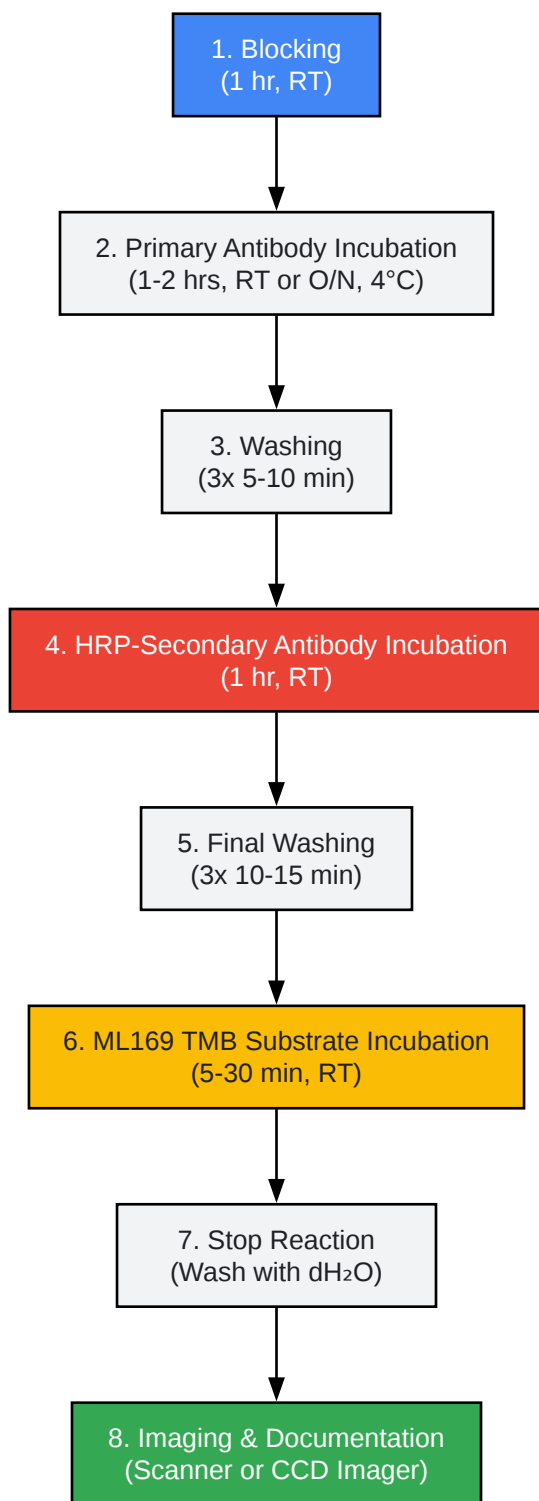 1. Blocking
(1 hr, RT)
2. Primary Antibody Incubation
(1-2 hrs, RT or O/N, 4°C)
3. Washing
(3x 5-10 min)
4. HRP-Secondary Antibody Incubation
(1 hr, RT)
5. Final Washing
(3x 10-15 min)
6. ML169 TMB Substrate Incubation
(5-30 min, RT)
7. Stop Reaction
(Wash with dH₂O)
8. Imaging & Documentation
(Scanner or CCD Imager)